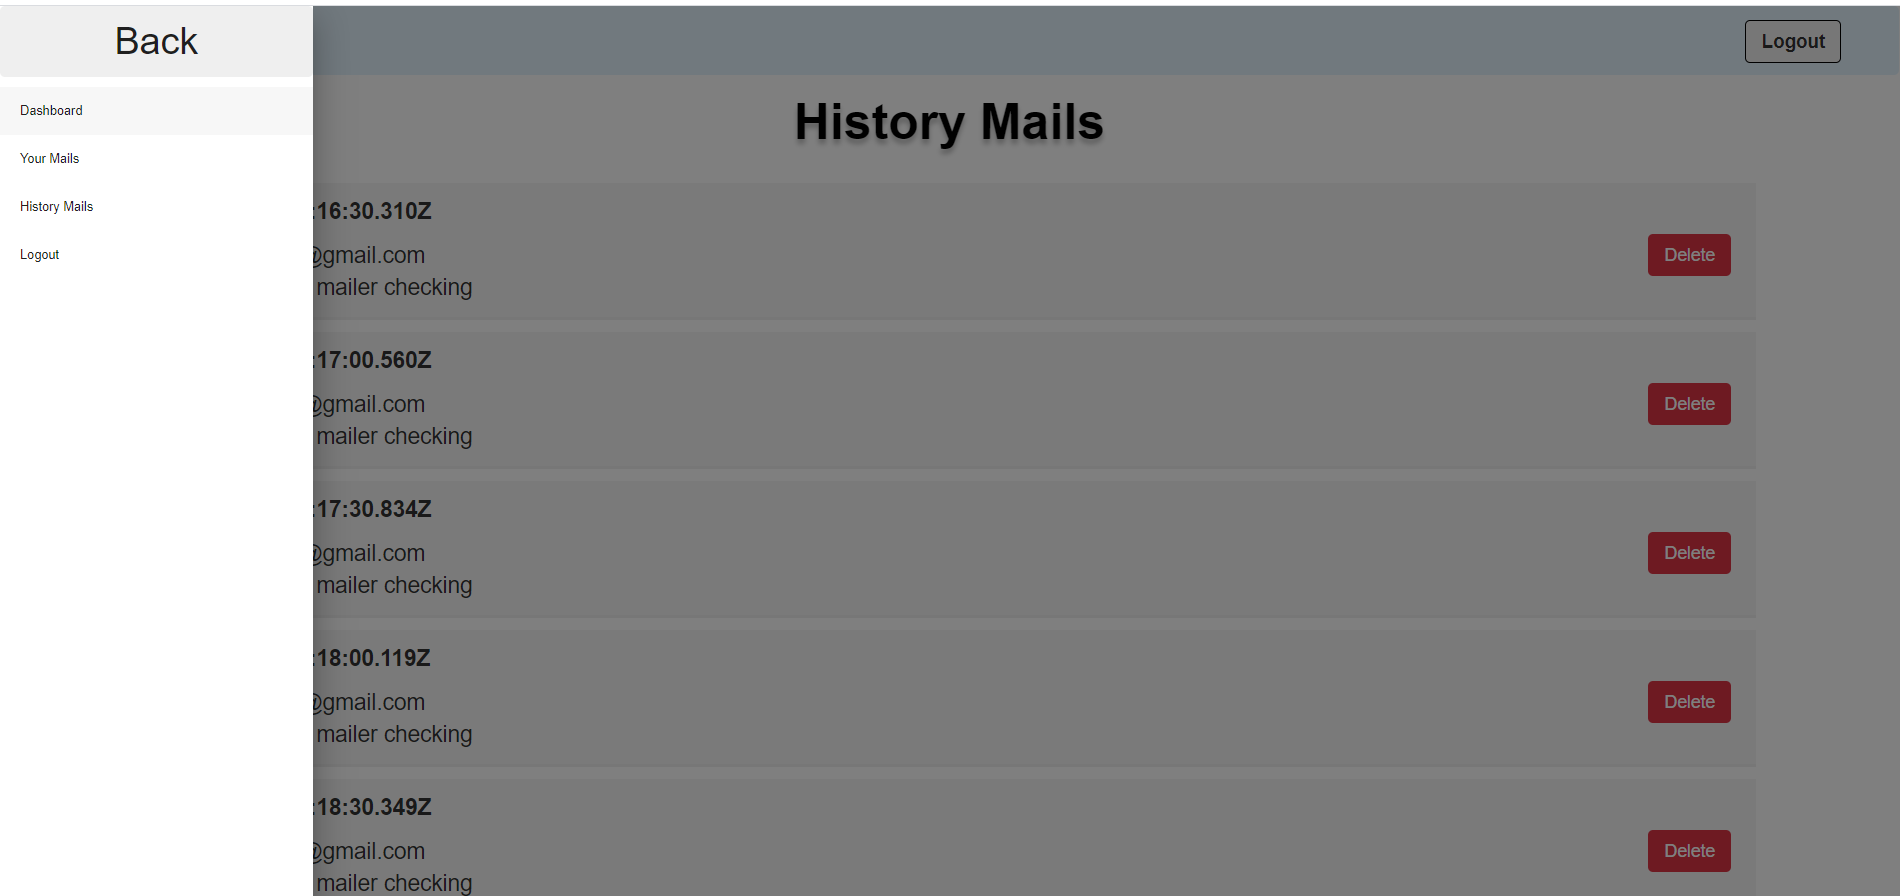 Back
Dashboard
Your Mails
History Mails
Logout
Logout
History Mails
:16:30.310Z
@gmail.com
mailer checking
Delete
:17:00.560Z
@gmail.com
mailer checking
Delete
:17:30.834Z
@gmail.com
mailer checking
Delete
:18:00.119Z
@gmail.com
mailer checking
Delete
:18:30.349Z
@gmail.com
mailer checking
Delete